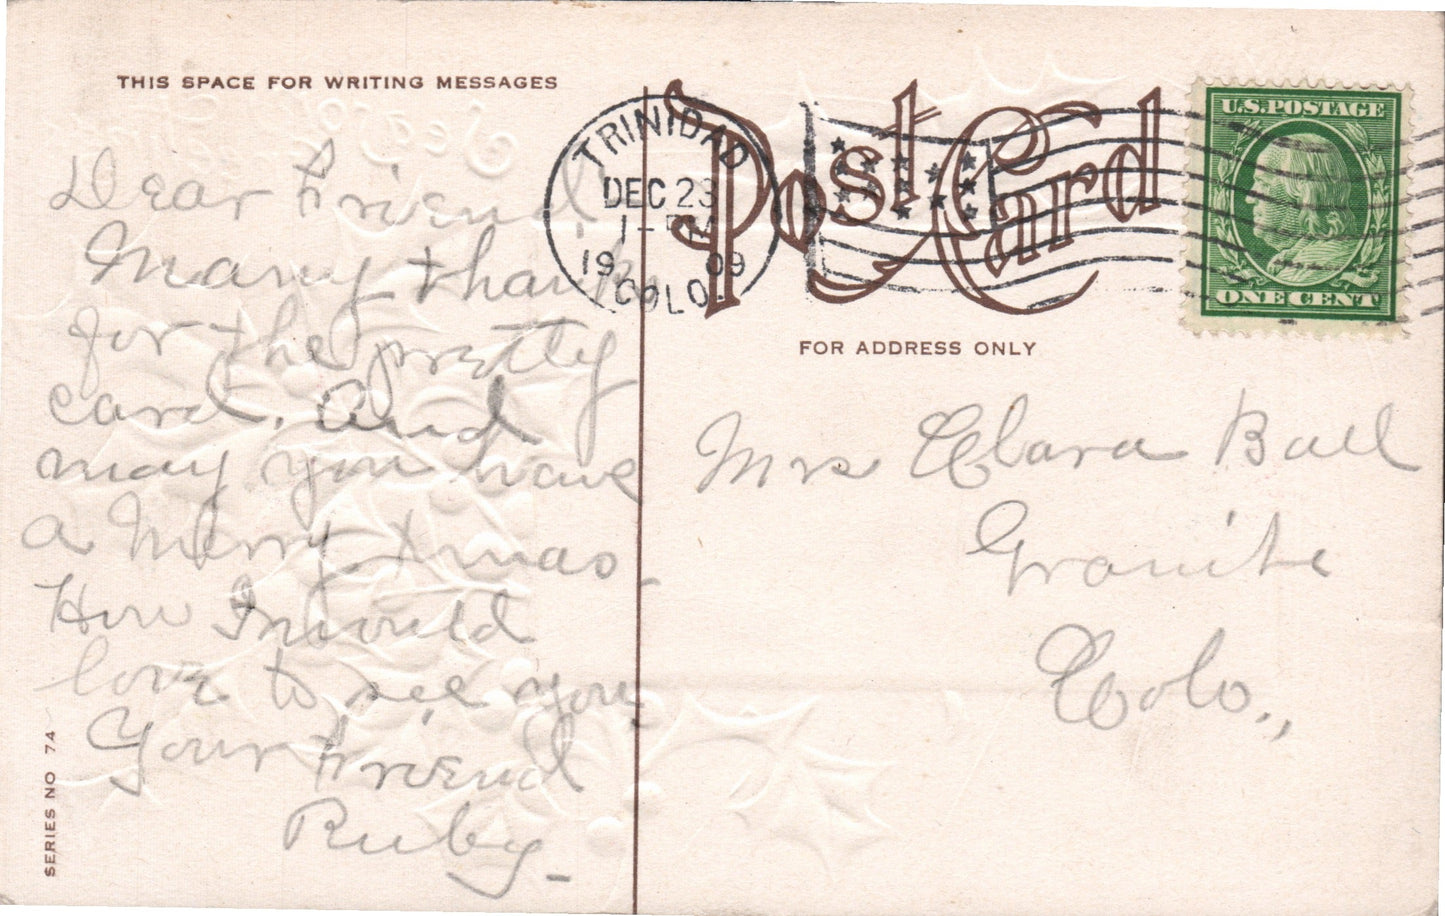 THIS SPACE FOR WRITING MESSAGES
Dear Friend
Many thanks
for the pretty
card. And
may you have
a Merry Xmas.
How I would
love to see you.
Your friend
Ruby
SERIES NO 74
Post Card
TRINIDAD
DEC 23
1-PM
1909
COLO.
U.S. POSTAGE
ONE CENT
FOR ADDRESS ONLY
Mrs Clara Ball
Granite
Colo.,